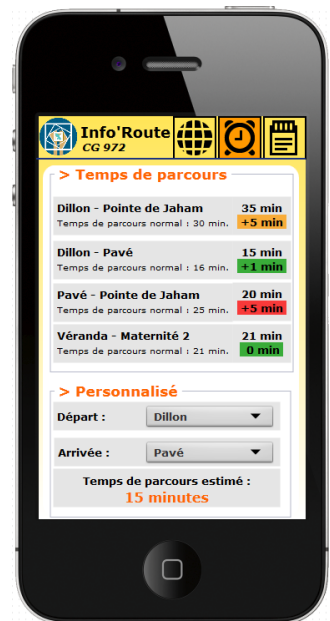 Info'Route
CG 972
> Temps de parcours
Dillon - Pointe de Jaham 35 min
Temps de parcours normal : 30 min. +5 min
Dillon - Pavé 15 min
Temps de parcours normal : 16 min. +1 min
Pavé - Pointe de Jaham 20 min
Temps de parcours normal : 25 min. +5 min
Véranda - Maternité 2 21 min
Temps de parcours normal : 21 min. 0 min
> Personnalisé
Départ : Dillon
Arrivée : Pavé
Temps de parcours estimé :
15 minutes